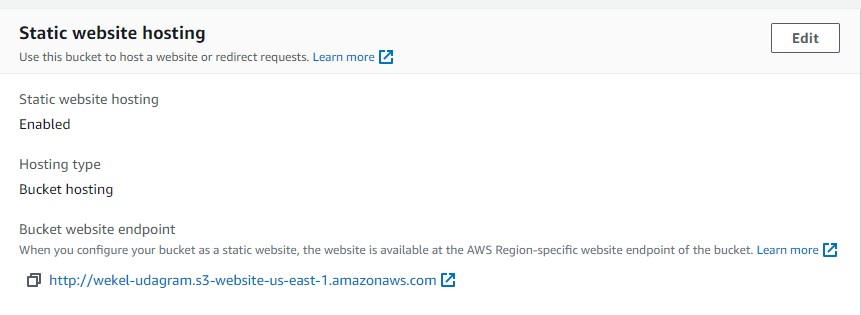 Static website hosting
Edit
Use this bucket to host a website or redirect requests. Learn more
Static website hosting
Enabled
Hosting type
Bucket hosting
Bucket website endpoint
When you configure your bucket as a static website, the website is available at the AWS Region-specific website endpoint of the bucket. Learn more
http://wekel-udagram.s3-website-us-east-1.amazonaws.com